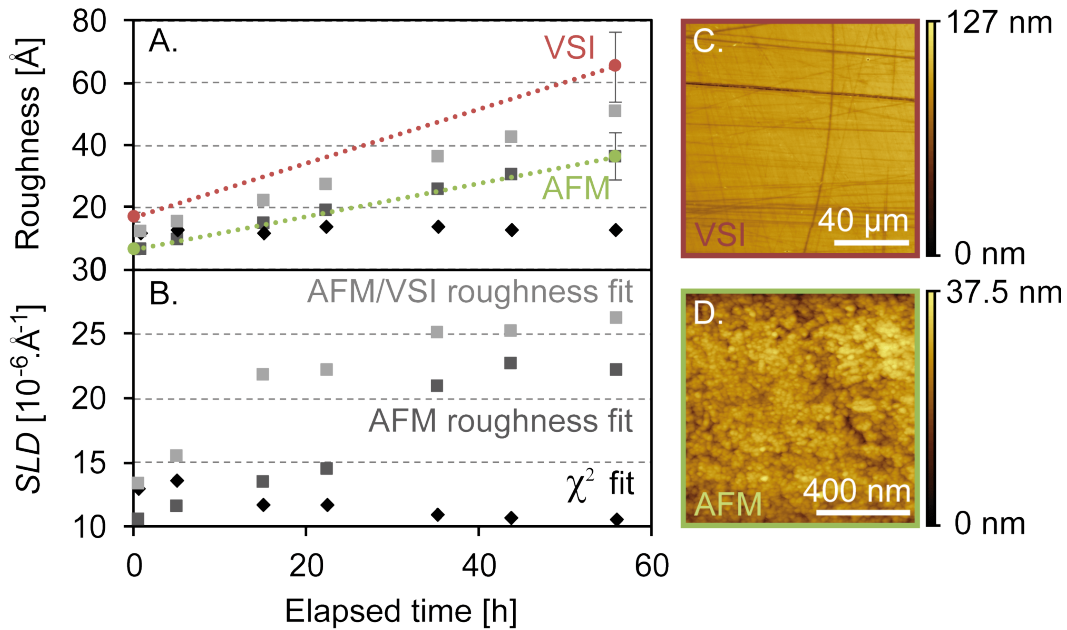 A.
80
60
40
20
30
25
20
15
10
Roughness [Å]
SLD [10⁻⁶.Å⁻¹]
VSI
AFM
B.
AFM/VSI roughness fit
AFM roughness fit
χ² fit
0 20 40 60
Elapsed time [h]
C.
VSI
40 µm
127 nm
0 nm
D.
AFM
400 nm
37.5 nm
0 nm